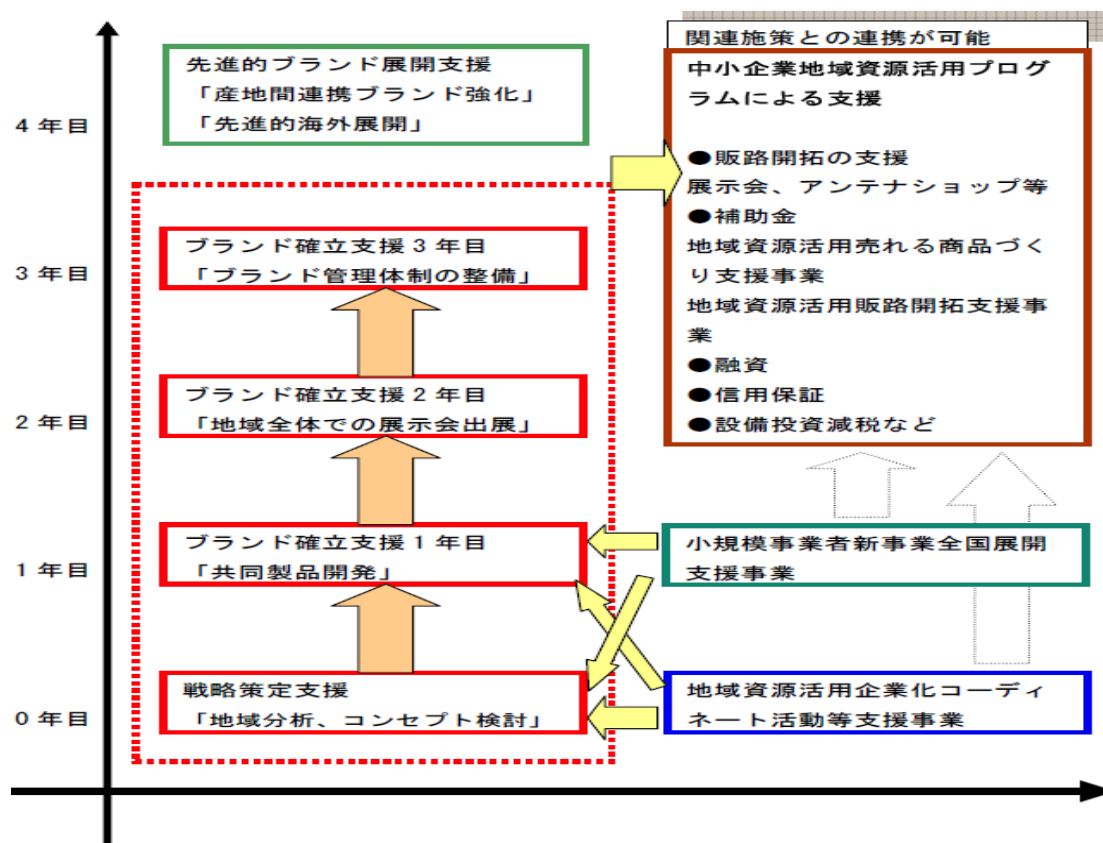 先進的ブランド展開支援
「産地間連携ブランド強化」
「先進的海外展開」
4年目
ブランド確立支援3年目
「ブランド管理体制の整備」
3年目
ブランド確立支援2年目
「地域全体での展示会出展」
2年目
ブランド確立支援1年目
「共同製品開発」
1年目
戦略策定支援
「地域分析、コンセプト検討」
0年目
関連施策との連携が可能
中小企業地域資源活用プログ
ラムによる支援
●販路開拓の支援
展示会、アンテナショップ等
●補助金
地域資源活用売れる商品づく
り支援事業
地域資源活用販路開拓支援事
業
●融資
●信用保証
●設備投資減税など
小規模事業者新事業全国展開
支援事業
地域資源活用企業化コーディ
ネート活動等支援事業